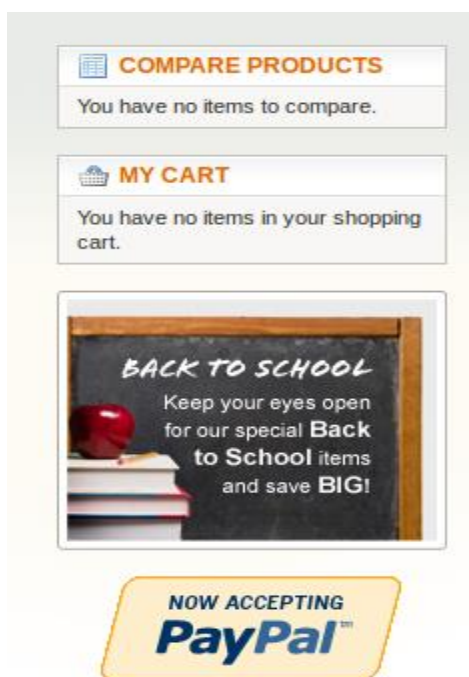 COMPARE PRODUCTS
You have no items to compare.
MY CART
You have no items in your shopping
cart.
BACK TO SCHOOL
Keep your eyes open
for our special Back
to School items
and save BIG!
NOW ACCEPTING
PayPal™